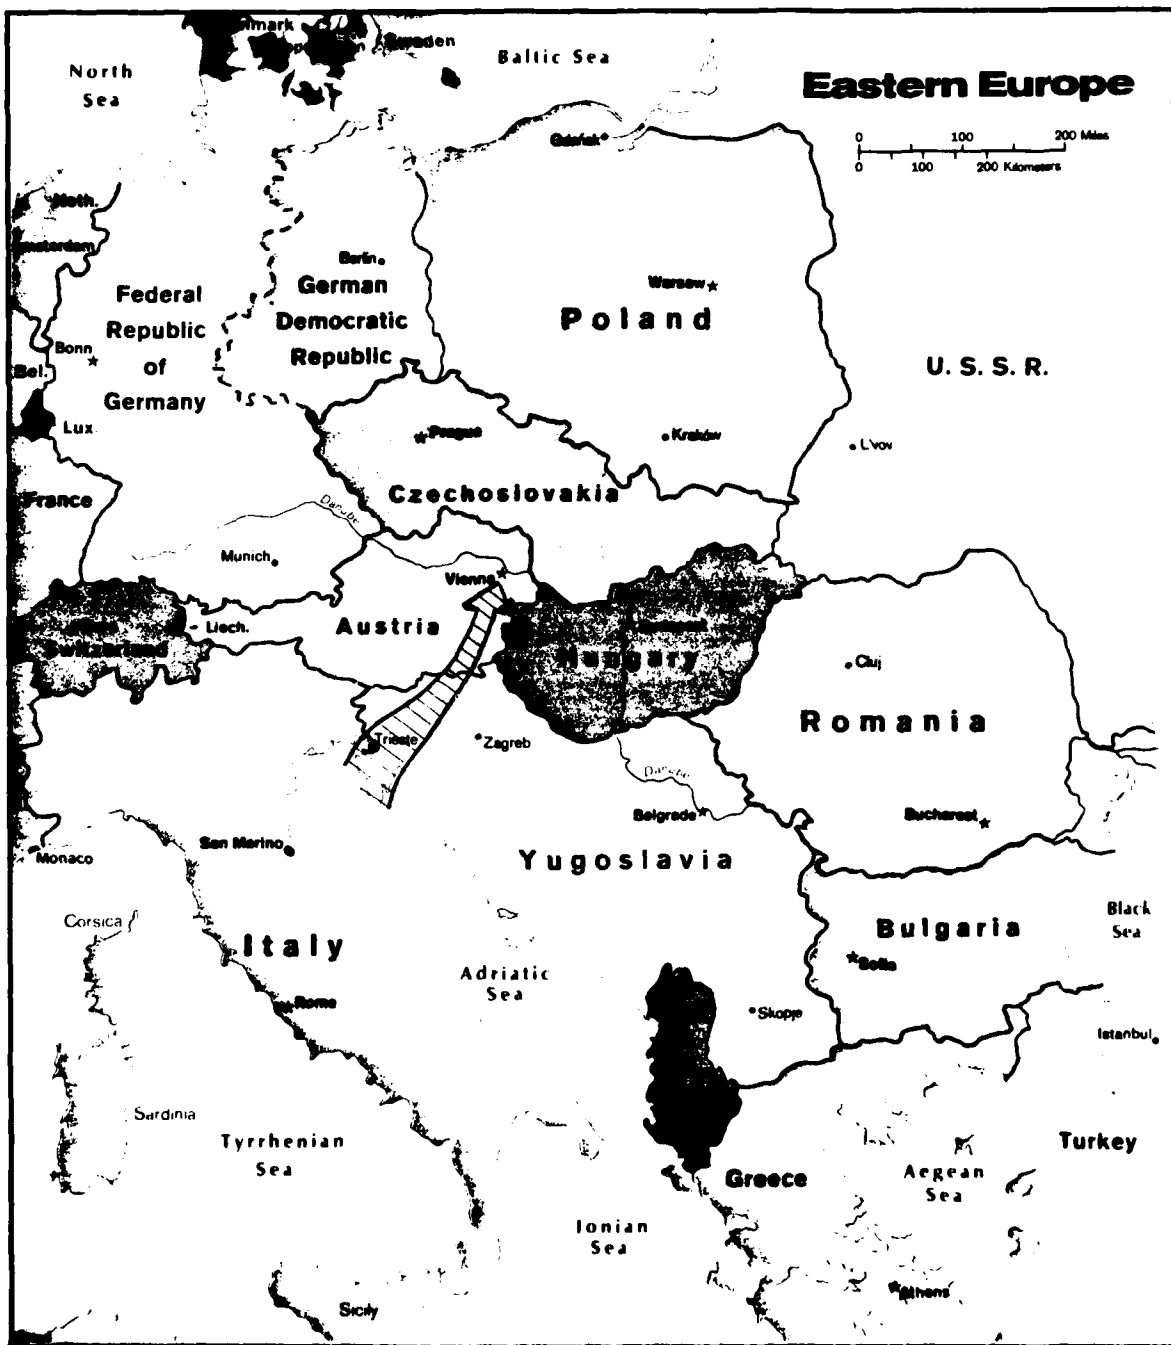 Eastern Europe
0 100 200 Miles
0 100 200 Kilometers
North
Sea
Sweden
Baltic Sea
Gdańsk
Neth.
Amsterdam
Berlin
German
Democratic
Republic
Federal
Republic
of
Germany
Bonn
Warsaw
Poland
U.S.S.R.
Bel.
Lux
Prague
Kraków
L'vov
France
Czechoslovakia
Danube
Munich
Vienna
Liech.
Austria
Switzerland
Hungary
Cluj
Romania
Trieste
Zagreb
Danube
Belgrade
Bucharest
San Marino
Monaco
Yugoslavia
Corsica
Italy
Black
Sea
Bulgaria
Sofia
Adriatic
Sea
Rome
Skopje
Istanbul
Sardinia
Tyrrhenian
Sea
Turkey
Greece
Aegean
Sea
Ionian
Sea
Athens
Sicily